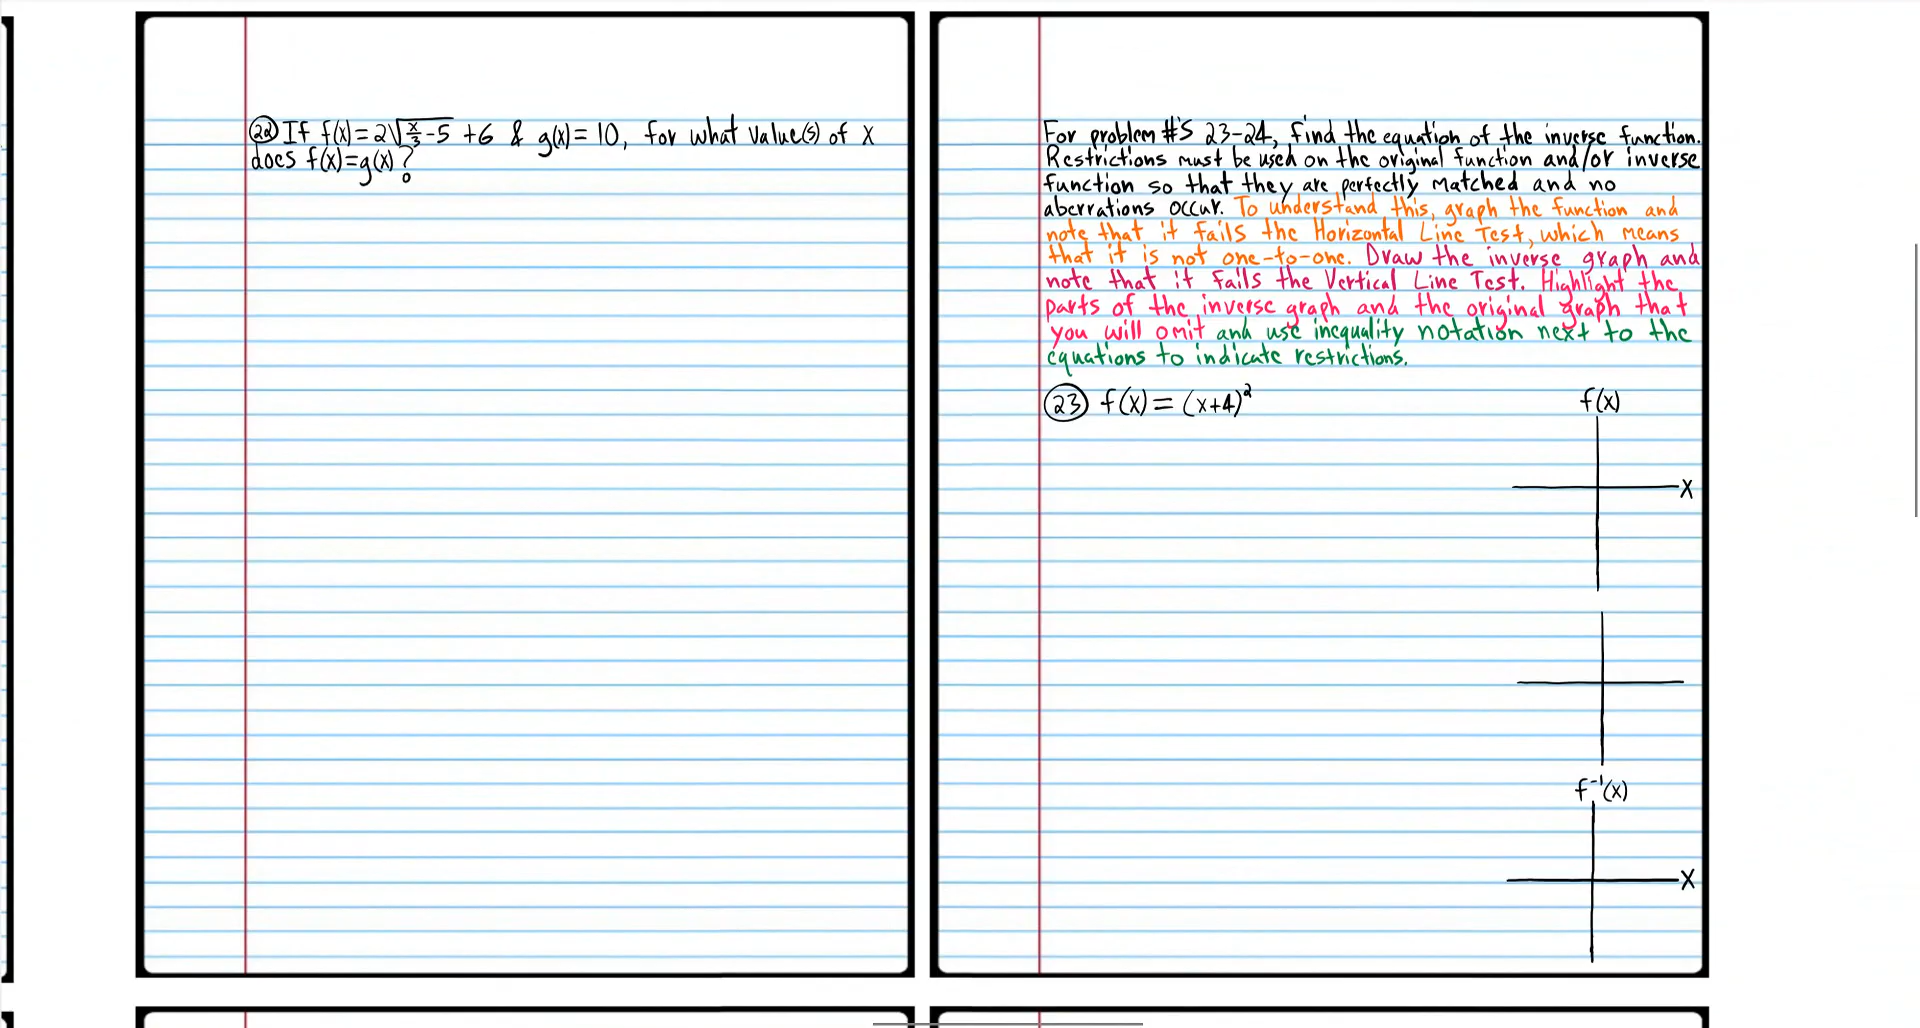 22 If f(x) = 2√(x/3 - 5) + 6 & g(x) = 10, for what value(s) of x
does f(x)=g(x)?
For problem #'s 23-24, find the equation of the inverse function.
Restrictions must be used on the original function and/or inverse
function so that they are perfectly matched and no
aberrations occur. To understand this, graph the function and
note that it fails the Horizontal Line Test, which means
that it is not one-to-one. Draw the inverse graph and
note that it fails the Vertical Line Test. Highlight the
parts of the inverse graph and the original graph that
you will omit and use inequality notation next to the
equations to indicate restrictions.
23 f(x) = (x+4)²
f(x)
x
f⁻¹(x)
x